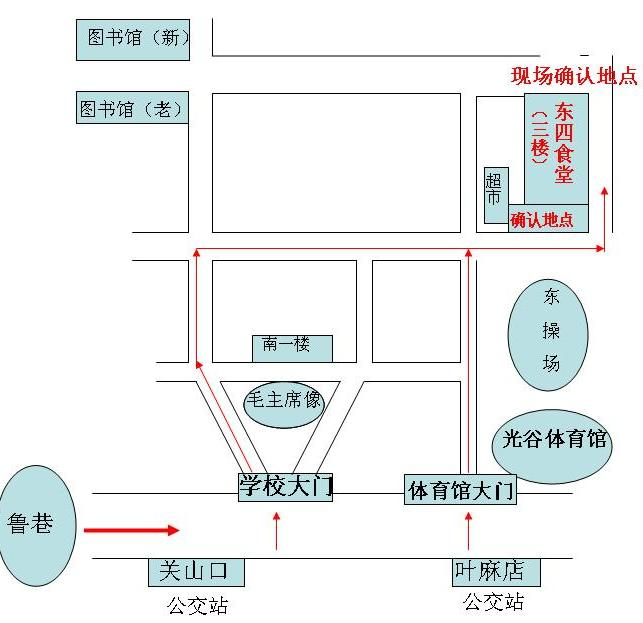 图书馆（新）
现场确认地点
图书馆（老）
东四食堂
（三楼）
超市
确认地点
东操场
南一楼
毛主席像
光谷体育馆
学校大门
体育馆大门
鲁巷
关山口
叶麻店
公交站
公交站